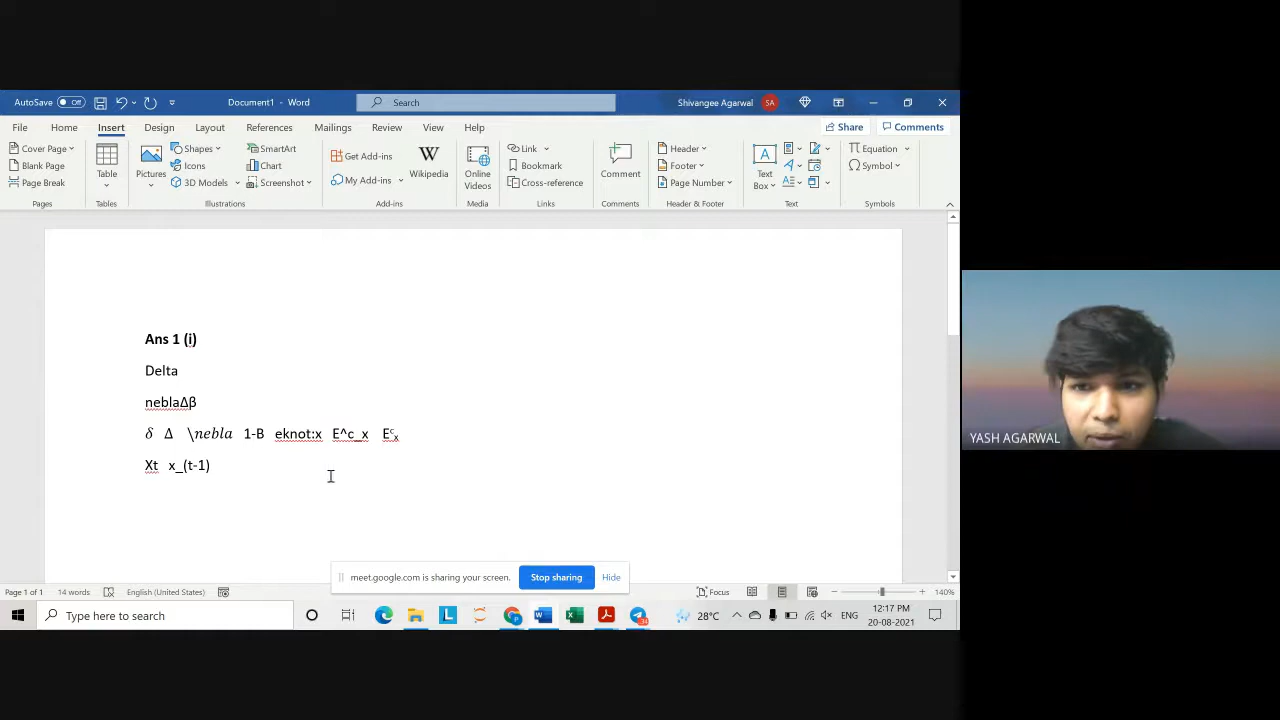 AutoSave Off Document1 - Word Search Shivangee Agarwal SA
File Home Insert Design Layout References Mailings Review View Help Share Comments
Cover Page Blank Page Page Break Pages
Table Tables
Pictures Shapes Icons 3D Models SmartArt Chart Screenshot Illustrations
Get Add-ins My Add-ins Wikipedia Add-ins
Online Videos Media
Link Bookmark Cross-reference Links
Comment Comments
Header Footer Page Number Header & Footer
Text Box Text
Equation Symbol Symbols
Ans 1 (i)
Delta
neblaΔβ
δ Δ \nebla 1-B eknot:x E^c_x Eᶜₓ
Xt x_(t-1)
YASH AGARWAL
meet.google.com is sharing your screen. Stop sharing Hide
Page 1 of 1 14 words English (United States) Focus 140%
Type here to search 28°C ENG 12:17 PM
20-08-2021